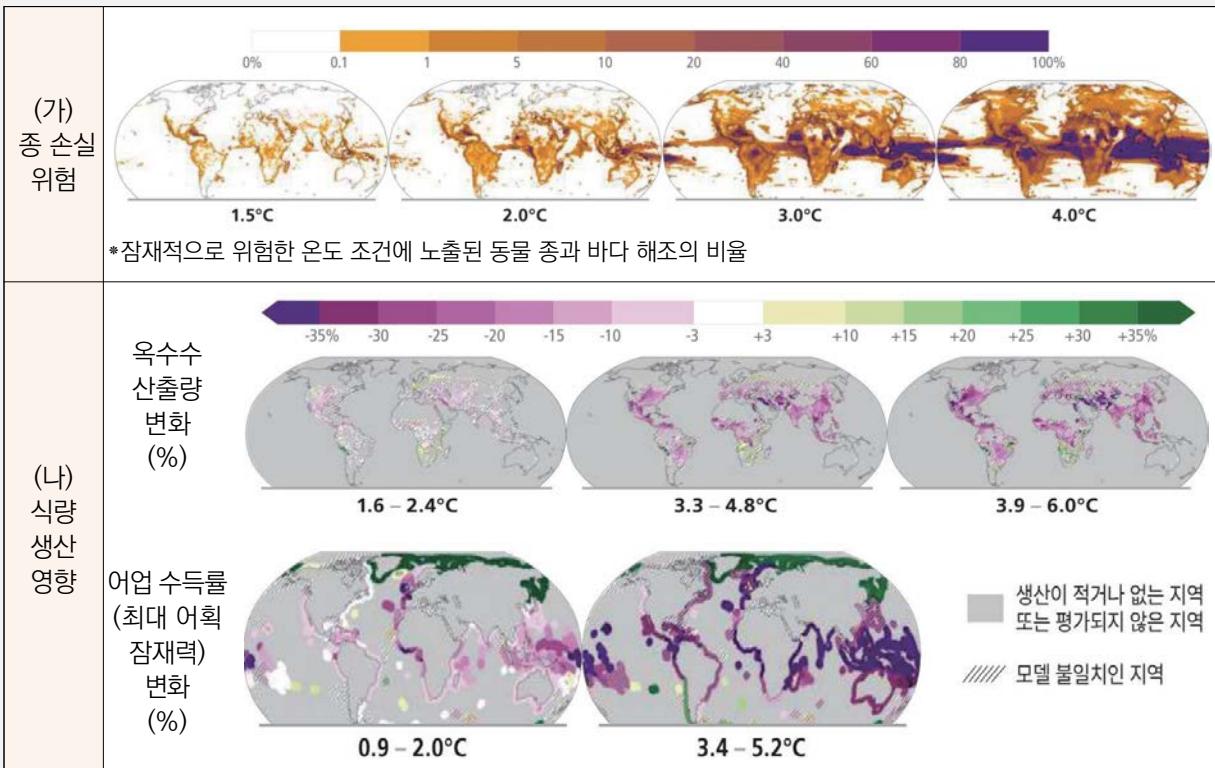 (가)
종 손실
위험
0% 0.1 1 5 10 20 40 60 80 100%
1.5°C 2.0°C 3.0°C 4.0°C
*잠재적으로 위험한 온도 조건에 노출된 동물 종과 바다 해조의 비율
(나)
식량
생산
영향
옥수수
산출량
변화
(%)
-35% -30 -25 -20 -15 -10 -3 +3 +10 +15 +20 +25 +30 +35%
1.6 – 2.4°C 3.3 – 4.8°C 3.9 – 6.0°C
어업 수득률
(최대 어획
잠재력)
변화
(%)
0.9 – 2.0°C 3.4 – 5.2°C
생산이 적거나 없는 지역
또는 평가되지 않은 지역
모델 불일치인 지역